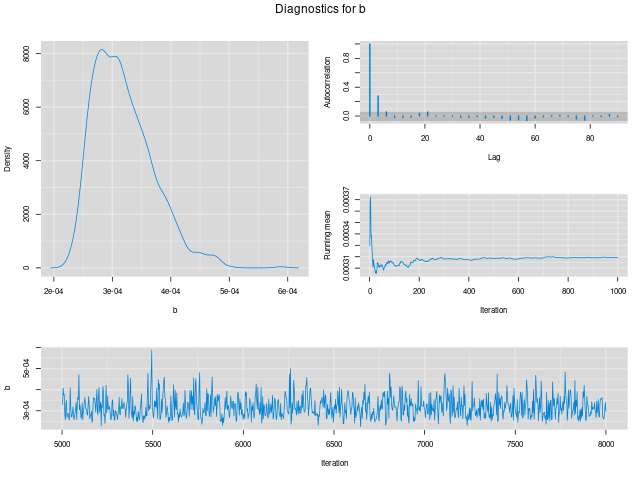 Diagnostics for b
Density
0
2000
4000
6000
8000
2e-04 3e-04 4e-04 5e-04 6e-04
b
Autocorrelation
0.0
0.4
0.8
0 20 40 60 80
Lag
Running mean
0.00031
0.00034
0.00037
0 200 400 600 800 1000
Iteration
b
3e-04
5e-04
5000 5500 6000 6500 7000 7500 8000
Iteration